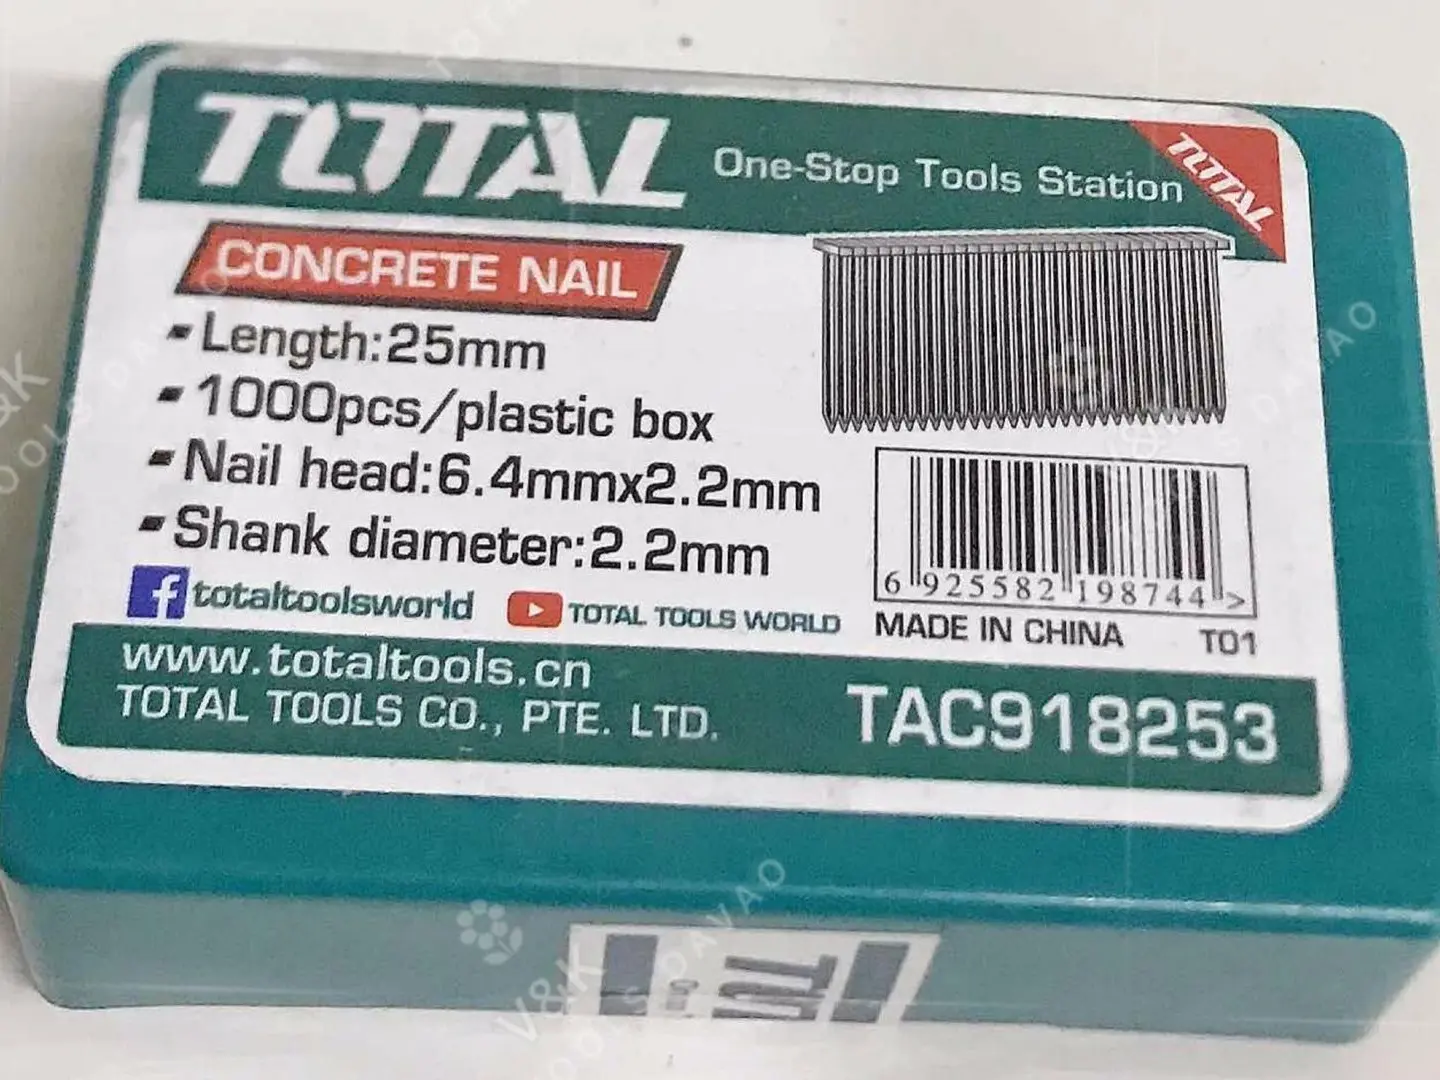 TOTAL
One-Stop Tools Station
TOTAL
CONCRETE NAIL
Length:25mm
1000pcs/plastic box
Nail head:6.4mmx2.2mm
Shank diameter:2.2mm
totaltoolsworld
TOTAL TOOLS WORLD
6 925582 198744 >
MADE IN CHINA T01
www.totaltools.cn
TOTAL TOOLS CO., PTE. LTD.
TAC918253
V&K
TOOLS DAVAO